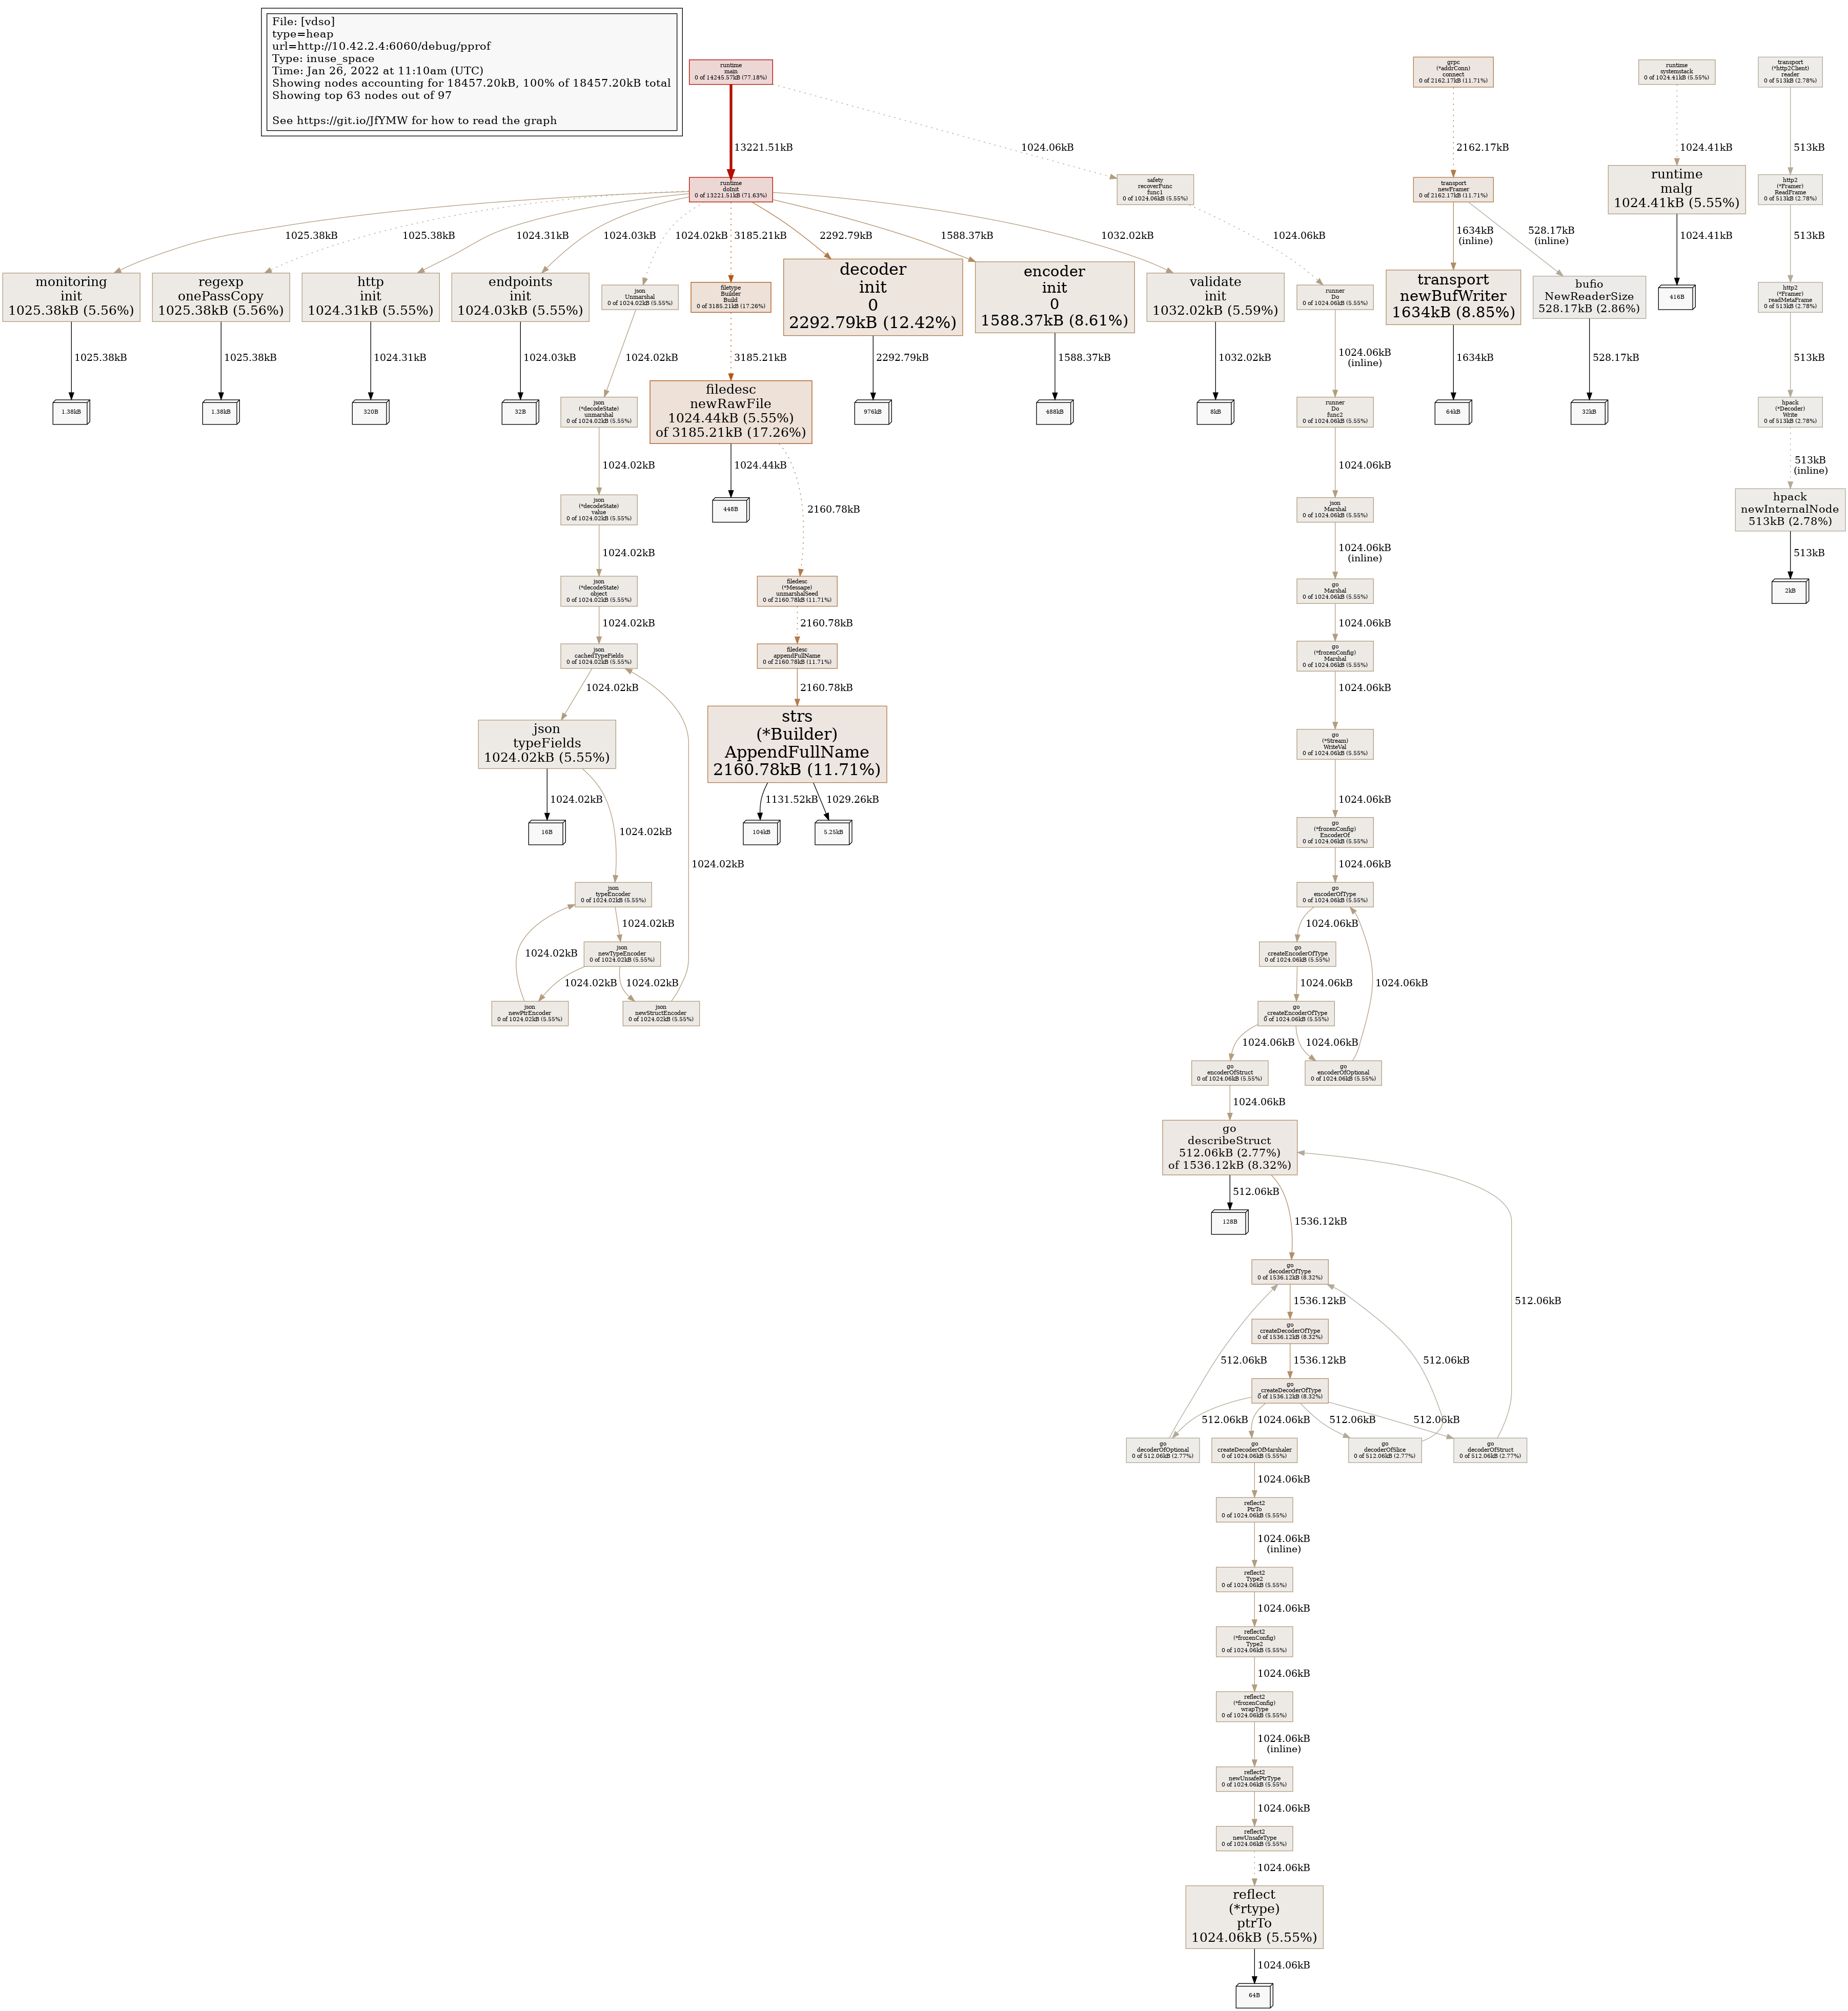 File: [vdso]
type=heap
url=http://10.42.2.4:6060/debug/pprof
Type: inuse_space
Time: Jan 26, 2022 at 11:10am (UTC)
Showing nodes accounting for 18457.20kB, 100% of 18457.20kB total
Showing top 63 nodes out of 97
See https://git.io/JfYMW for how to read the graph
runtime
main
0 of 14245.57kB (77.18%)
grpc
(*addrConn)
connect
0 of 2162.17kB (11.71%)
runtime
systemstack
0 of 1024.41kB (5.55%)
transport
(*http2Client)
reader
0 of 513kB (2.78%)
13221.51kB
1024.06kB
2162.17kB
1024.41kB
513kB
runtime
doInit
0 of 13221.51kB (71.63%)
safety
recoverFunc
func1
0 of 1024.06kB (5.55%)
transport
newFramer
0 of 2162.17kB (11.71%)
runtime
malg
1024.41kB (5.55%)
http2
(*Framer)
ReadFrame
0 of 513kB (2.78%)
1025.38kB
1025.38kB
1024.31kB
1024.03kB
1024.02kB
3185.21kB
2292.79kB
1588.37kB
1032.02kB
1024.06kB
1634kB
(inline)
528.17kB
(inline)
1024.41kB
513kB
monitoring
init
1025.38kB (5.56%)
regexp
onePassCopy
1025.38kB (5.56%)
http
init
1024.31kB (5.55%)
endpoints
init
1024.03kB (5.55%)
json
Unmarshal
0 of 1024.02kB (5.55%)
filetype
Builder
Build
0 of 3185.21kB (17.26%)
decoder
init
0
2292.79kB (12.42%)
encoder
init
0
1588.37kB (8.61%)
validate
init
1032.02kB (5.59%)
runner
Do
0 of 1024.06kB (5.55%)
transport
newBufWriter
1634kB (8.85%)
bufio
NewReaderSize
528.17kB (2.86%)
416B
http2
(*Framer)
readMetaFrame
0 of 513kB (2.78%)
1025.38kB
1025.38kB
1024.31kB
1024.03kB
1024.02kB
3185.21kB
2292.79kB
1588.37kB
1032.02kB
1024.06kB
(inline)
1634kB
528.17kB
513kB
1.38kB
1.38kB
320B
32B
json
(*decodeState)
unmarshal
0 of 1024.02kB (5.55%)
filedesc
newRawFile
1024.44kB (5.55%)
of 3185.21kB (17.26%)
976kB
488kB
8kB
runner
Do
func2
0 of 1024.06kB (5.55%)
64kB
32kB
hpack
(*Decoder)
Write
0 of 513kB (2.78%)
1024.02kB
1024.44kB
2160.78kB
1024.06kB
513kB
(inline)
json
(*decodeState)
value
0 of 1024.02kB (5.55%)
448B
json
Marshal
0 of 1024.06kB (5.55%)
hpack
newInternalNode
513kB (2.78%)
1024.02kB
1024.06kB
(inline)
513kB
json
(*decodeState)
object
0 of 1024.02kB (5.55%)
filedesc
(*Message)
unmarshalSeed
0 of 2160.78kB (11.71%)
go
Marshal
0 of 1024.06kB (5.55%)
2kB
1024.02kB
2160.78kB
1024.06kB
json
cachedTypeFields
0 of 1024.02kB (5.55%)
filedesc
appendFullName
0 of 2160.78kB (11.71%)
go
(*frozenConfig)
Marshal
0 of 1024.06kB (5.55%)
1024.02kB
2160.78kB
1024.06kB
json
typeFields
1024.02kB (5.55%)
strs
(*Builder)
AppendFullName
2160.78kB (11.71%)
go
(*Stream)
WriteVal
0 of 1024.06kB (5.55%)
1024.02kB
1024.02kB
1131.52kB
1029.26kB
1024.06kB
16B
104kB
5.25kB
go
(*frozenConfig)
EncoderOf
0 of 1024.06kB (5.55%)
1024.02kB
1024.06kB
json
typeEncoder
0 of 1024.02kB (5.55%)
go
encoderOfType
0 of 1024.06kB (5.55%)
1024.02kB
1024.02kB
1024.06kB
json
newTypeEncoder
0 of 1024.02kB (5.55%)
go
createEncoderOfType
0 of 1024.06kB (5.55%)
1024.02kB
1024.02kB
1024.06kB
1024.06kB
json
newPtrEncoder
0 of 1024.02kB (5.55%)
json
newStructEncoder
0 of 1024.02kB (5.55%)
go
_createEncoderOfType
0 of 1024.06kB (5.55%)
1024.06kB
1024.06kB
go
encoderOfStruct
0 of 1024.06kB (5.55%)
go
encoderOfOptional
0 of 1024.06kB (5.55%)
1024.06kB
go
describeStruct
512.06kB (2.77%)
of 1536.12kB (8.32%)
512.06kB
1536.12kB
128B
go
decoderOfType
0 of 1536.12kB (8.32%)
1536.12kB
512.06kB
go
createDecoderOfType
0 of 1536.12kB (8.32%)
512.06kB
1536.12kB
512.06kB
go
_createDecoderOfType
0 of 1536.12kB (8.32%)
512.06kB
1024.06kB
512.06kB
512.06kB
go
decoderOfOptional
0 of 512.06kB (2.77%)
go
createDecoderOfMarshaler
0 of 1024.06kB (5.55%)
go
decoderOfSlice
0 of 512.06kB (2.77%)
go
decoderOfStruct
0 of 512.06kB (2.77%)
1024.06kB
reflect2
PtrTo
0 of 1024.06kB (5.55%)
1024.06kB
(inline)
reflect2
Type2
0 of 1024.06kB (5.55%)
1024.06kB
reflect2
(*frozenConfig)
Type2
0 of 1024.06kB (5.55%)
1024.06kB
reflect2
(*frozenConfig)
wrapType
0 of 1024.06kB (5.55%)
1024.06kB
(inline)
reflect2
newUnsafePtrType
0 of 1024.06kB (5.55%)
1024.06kB
reflect2
newUnsafeType
0 of 1024.06kB (5.55%)
1024.06kB
reflect
(*rtype)
ptrTo
1024.06kB (5.55%)
1024.06kB
64B